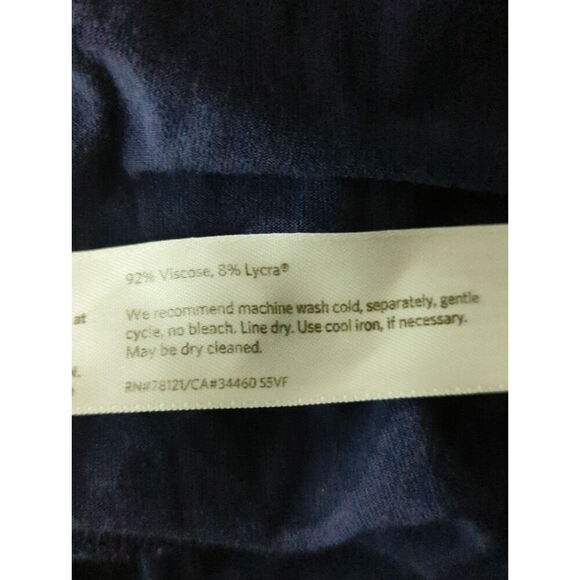 92% Viscose, 8% Lycra®
at We recommend machine wash cold, separately, gentle
cycle, no bleach. Line dry. Use cool iron, if necessary.
May be dry cleaned.
RN#78121/CA#34460 55VF